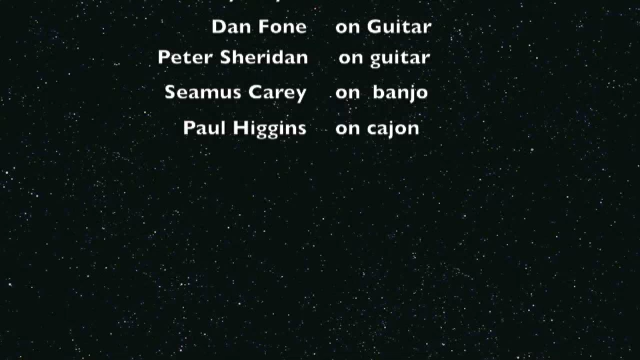 Dan Fone on Guitar
Peter Sheridan on guitar
Seamus Carey on banjo
Paul Higgins on cajon